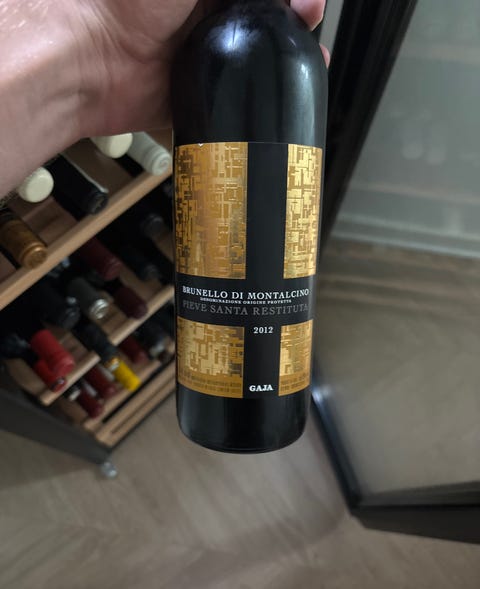 BRUNELLO DI MONTALCINO
DENOMINAZIONE ORIGINE PROTETTA
PIEVE SANTA RESTITUTA
2012
GAJA